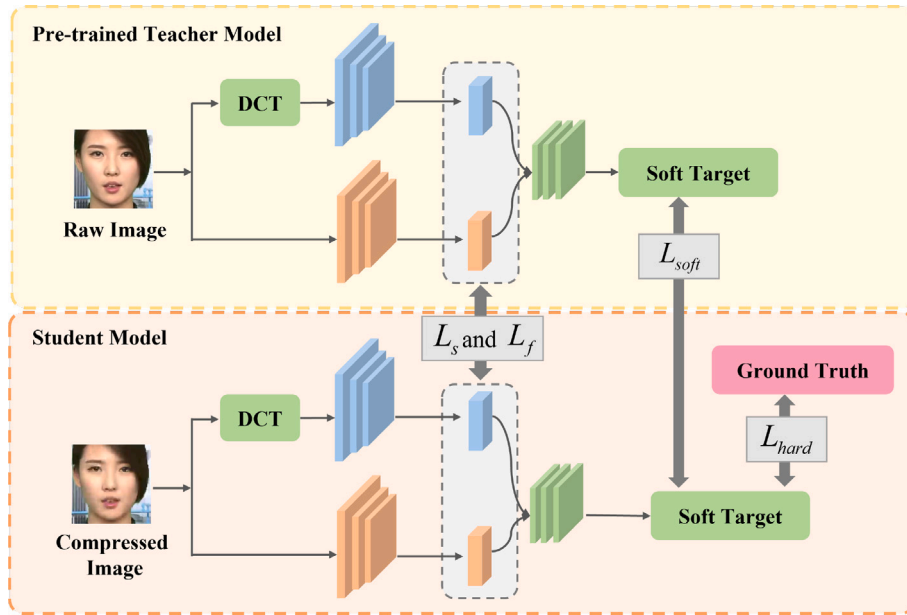 Pre-trained Teacher Model
DCT
Raw Image
Soft Target
L_soft
L_s and L_f
Student Model
DCT
Compressed
Image
Ground Truth
L_hard
Soft Target